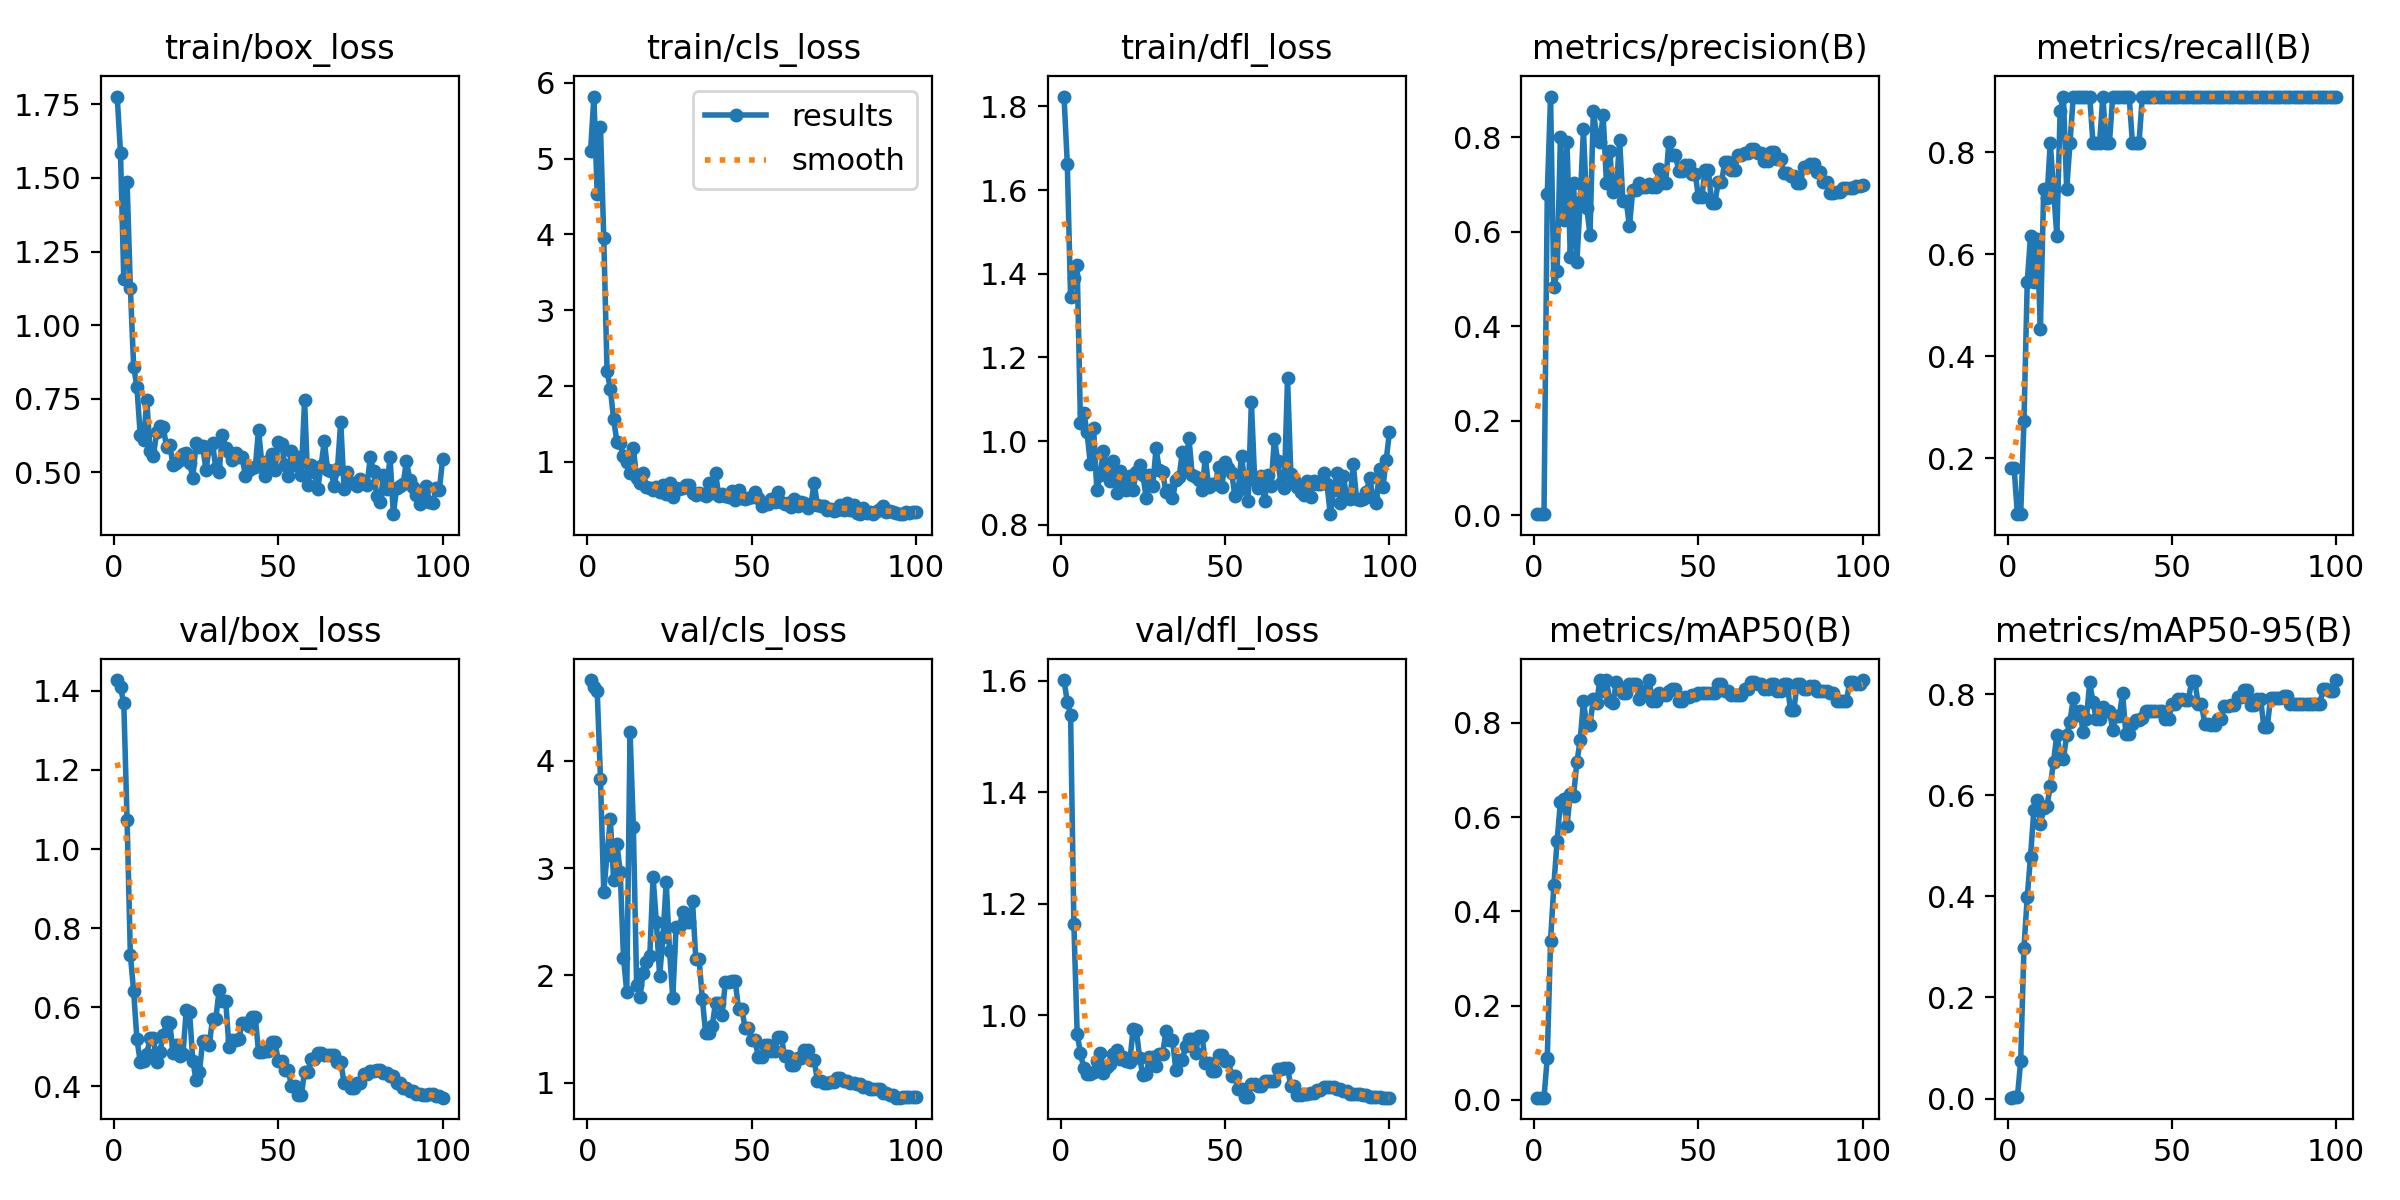 train/box_loss
1.75
1.50
1.25
1.00
0.75
0.50
0 50 100
train/cls_loss
6
5
4
3
2
1
0 50 100
results
smooth
train/dfl_loss
1.8
1.6
1.4
1.2
1.0
0.8
0 50 100
metrics/precision(B)
0.8
0.6
0.4
0.2
0.0
0 50 100
metrics/recall(B)
0.8
0.6
0.4
0.2
0 50 100
val/box_loss
1.4
1.2
1.0
0.8
0.6
0.4
0 50 100
val/cls_loss
4
3
2
1
0 50 100
val/dfl_loss
1.6
1.4
1.2
1.0
0 50 100
metrics/mAP50(B)
0.8
0.6
0.4
0.2
0.0
0 50 100
metrics/mAP50-95(B)
0.8
0.6
0.4
0.2
0.0
0 50 100